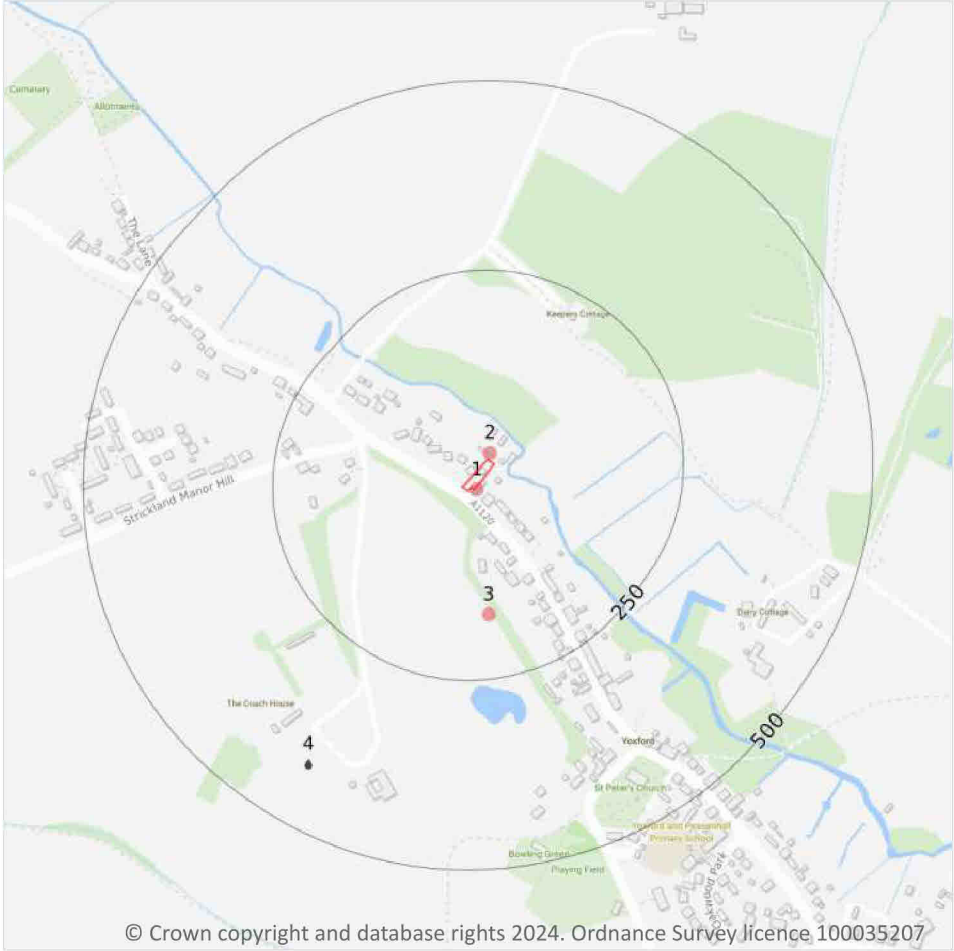 Cemetery
Allotments
The Lane
Keepers Cottage
2
1
Strickland Manor Hill
A1120
3
250
Dairy Cottage
The Coach House
500
4
Yoxford
St Peter's Church
Yoxford and Peasenhall
Primary School
Bowling Green
Playing Field
Oakwood Park
© Crown copyright and database rights 2024. Ordnance Survey licence 100035207